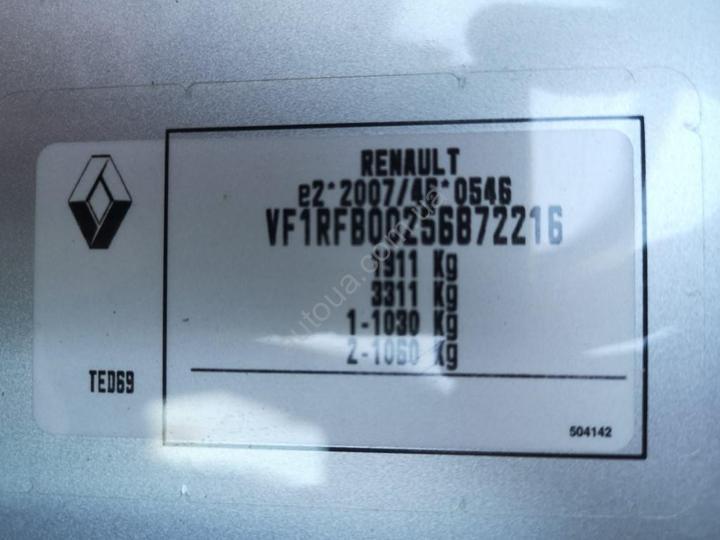 RENAULT
e2*2007/46*0546
VF1RFB00256872216
1911 Kg
3311 Kg
1-1030 Kg
2-1060 Kg
TED69
504142